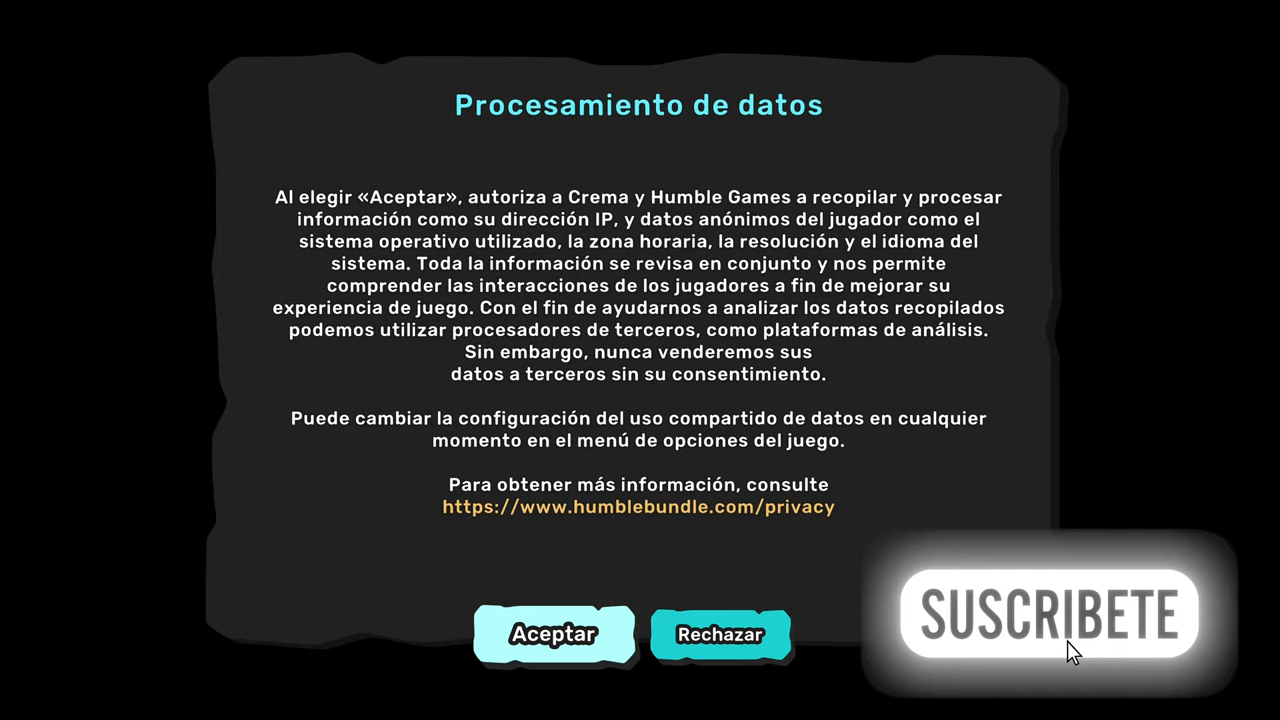 Procesamiento de datos
Al elegir «Aceptar», autoriza a Crema y Humble Games a recopilar y procesar
información como su dirección IP, y datos anónimos del jugador como el
sistema operativo utilizado, la zona horaria, la resolución y el idioma del
sistema. Toda la información se revisa en conjunto y nos permite
comprender las interacciones de los jugadores a fin de mejorar su
experiencia de juego. Con el fin de ayudarnos a analizar los datos recopilados
podemos utilizar procesadores de terceros, como plataformas de análisis.
Sin embargo, nunca venderemos sus
datos a terceros sin su consentimiento.
Puede cambiar la configuración del uso compartido de datos en cualquier
momento en el menú de opciones del juego.
Para obtener más información, consulte
https://www.humblebundle.com/privacy
Aceptar
Rechazar
SUSCRIBETE